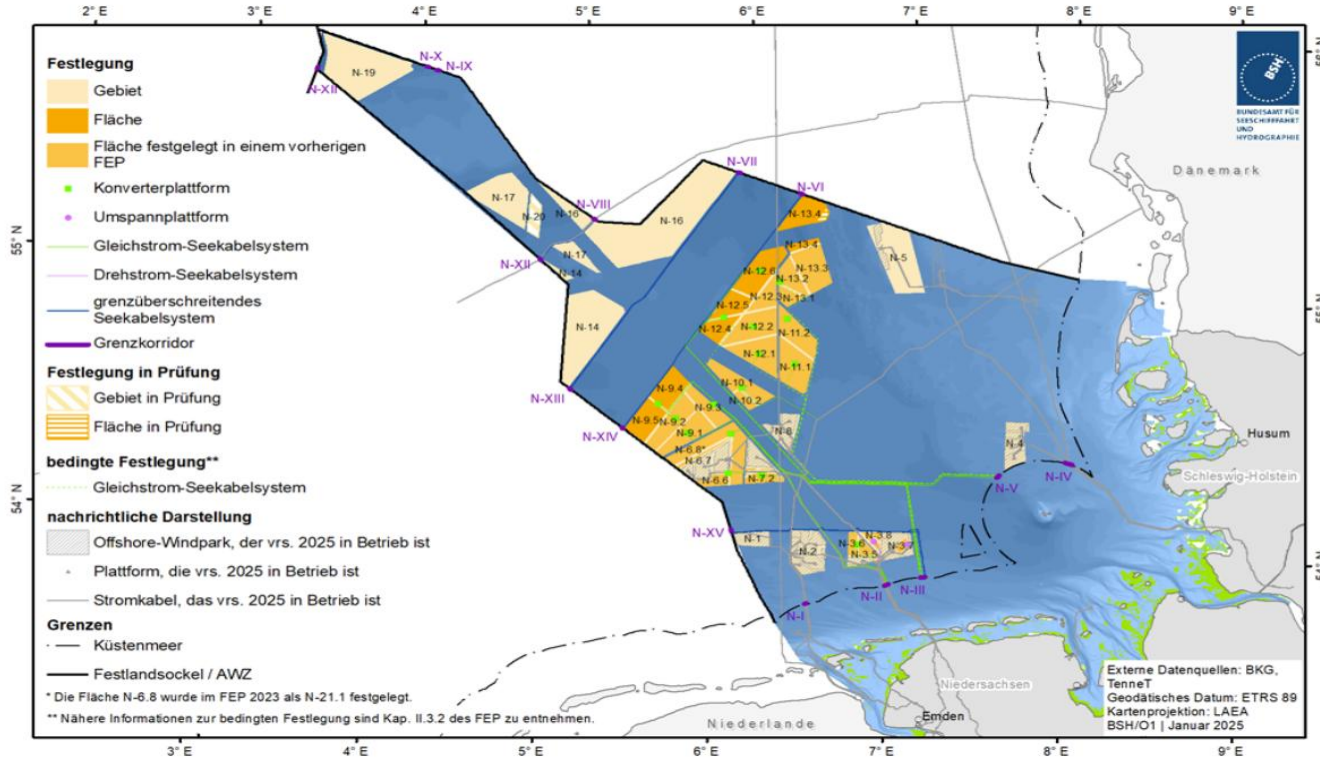 2° E
3° E
4° E
5° E
6° E
7° E
8° E
9° E
Festlegung
Gebiet
Fläche
Fläche festgelegt in einem vorherigen
FEP
Konverterplattform
Umspannplattform
Gleichstrom-Seekabelsystem
Drehstrom-Seekabelsystem
grenzüberschreitendes
Seekabelsystem
Grenzkorridor
Festlegung in Prüfung
Gebiet in Prüfung
Fläche in Prüfung
bedingte Festlegung**
Gleichstrom-Seekabelsystem
nachrichtliche Darstellung
Offshore-Windpark, der vrs. 2025 in Betrieb ist
Plattform, die vrs. 2025 in Betrieb ist
Stromkabel, das vrs. 2025 in Betrieb ist
Grenzen
Küstenmeer
Festlandsockel / AWZ
* Die Fläche N-6.8 wurde im FEP 2023 als N-21.1 festgelegt.
** Nähere Informationen zur bedingten Festlegung sind Kap. II.3.2 des FEP zu entnehmen.
55° N
54° N
N-X
N-IX
N-19
N-XII
N-VII
N-VI
N-17
N-20
N-16
N-VIII
N-16
N-13.4
N-XII
N-17
N-14
N-13.4
N-5
N-12.6
N-13.3
N-13.2
N-12.3
N-13.1
N-12.5
N-14
N-12.4
N-12.2
N-11.2
N-12.1
N-11.1
N-XIII
N-9.4
N-10.1
N-10.2
N-9.3
N-9.5
N-9.2
N-XIV
N-9.1
N-8
N-4
N-6.8*
N-6.7
N-6.6
N-7.2
N-V
N-IV
N-XV
N-1
N-2
N-3.8
N-3.6
N-3.7
N-3.5
N-II
N-III
N-I
BSH
BUNDESAMT FÜR
SEESCHIFFFAHRT
UND
HYDROGRAPHIE
Dänemark
Husum
Schleswig-Holstein
Niedersachsen
Emden
Niederlande
54° N
Externe Datenquellen: BKG,
TenneT
Geodätisches Datum: ETRS 89
Kartenprojektion: LAEA
BSH/O1 | Januar 2025
3° E
4° E
5° E
6° E
7° E
8° E
9° E